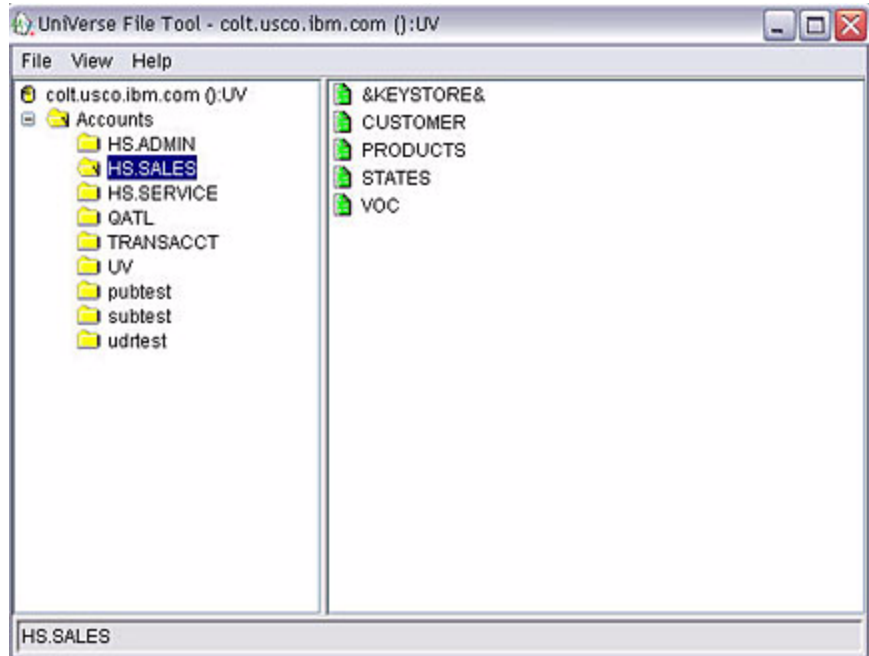 UniVerse File Tool - colt.usco.ibm.com ():UV
File View Help
colt.usco.ibm.com ():UV
Accounts
HS.ADMIN
HS.SALES
HS.SERVICE
QATL
TRANSACCT
UV
pubtest
subtest
udrtest
&KEYSTORE&
CUSTOMER
PRODUCTS
STATES
VOC
HS.SALES